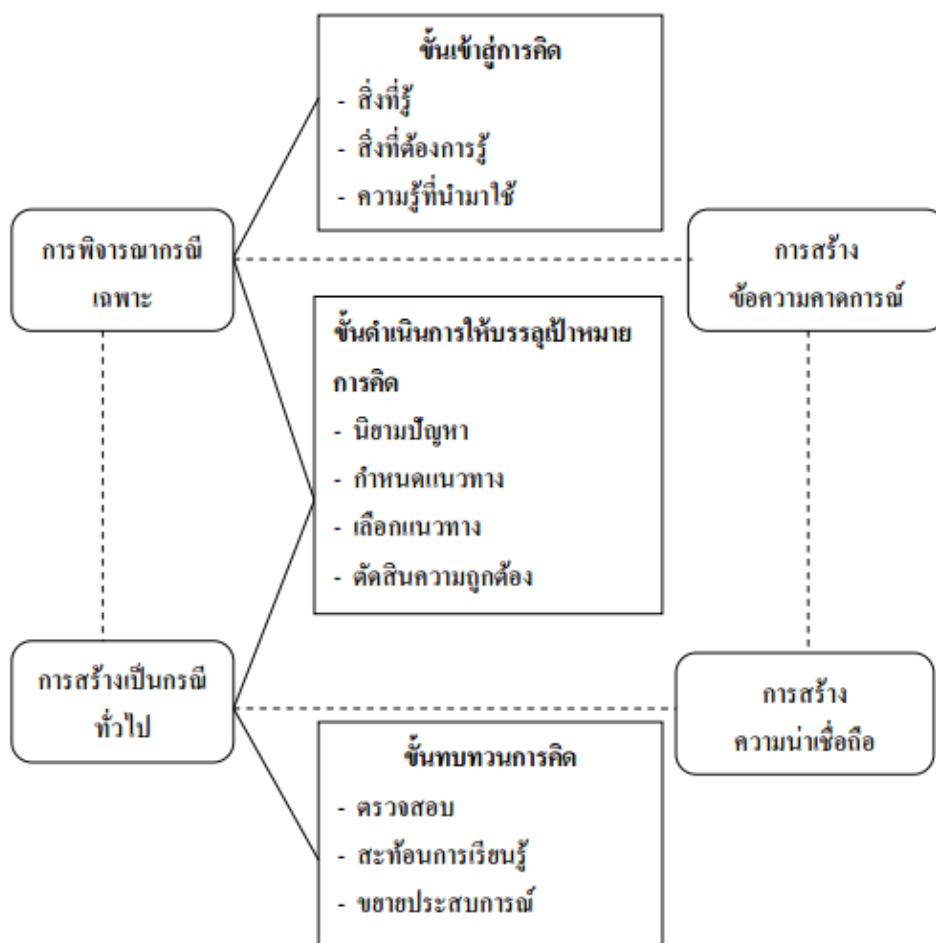 ขั้นเข้าสู่การคิด
- สิ่งที่รู้
- สิ่งที่ต้องการรู้
- ความรู้ที่นำมาใช้
การพิจารณากรณี
เฉพาะ
การสร้าง
ข้อความคาดการณ์
ขั้นดำเนินการให้บรรลุเป้าหมาย
การคิด
- นิยามปัญหา
- กำหนดแนวทาง
- เลือกแนวทาง
- ตัดสินความถูกต้อง
การสร้างเป็นกรณี
ทั่วไป
การสร้าง
ความน่าเชื่อถือ
ขั้นทบทวนการคิด
- ตรวจสอบ
- สะท้อนการเรียนรู้
- ขยายประสบการณ์